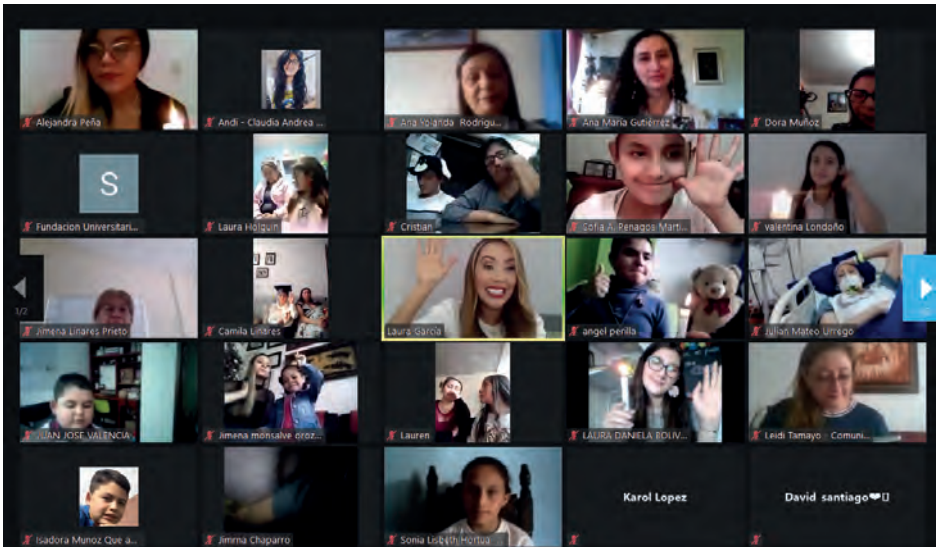 Alejandra Peña
Andi - Claudia Andrea ...
Ana Yolanda Rodrigu...
Ana María Gutiérrez
Dora Muñoz
S
Fundacion Universitari...
Laura Holguin
Cristian
Sofia A. Penagos Marti...
valentina Londoño
1/2
Jimena Linares Prieto
Camila Linares
Laura García
angel perilla
Julian Mateo Urrego
JUAN JOSE VALENCIA
Jimena monsalve oroz...
Lauren
LAURA DANIELA BOLIV...
Leidi Tamayo - Comuni...
Karol Lopez
David santiago❤
Isadora Munoz Que a...
Jimma Chaparro
Sonia Lisbeth Hortua